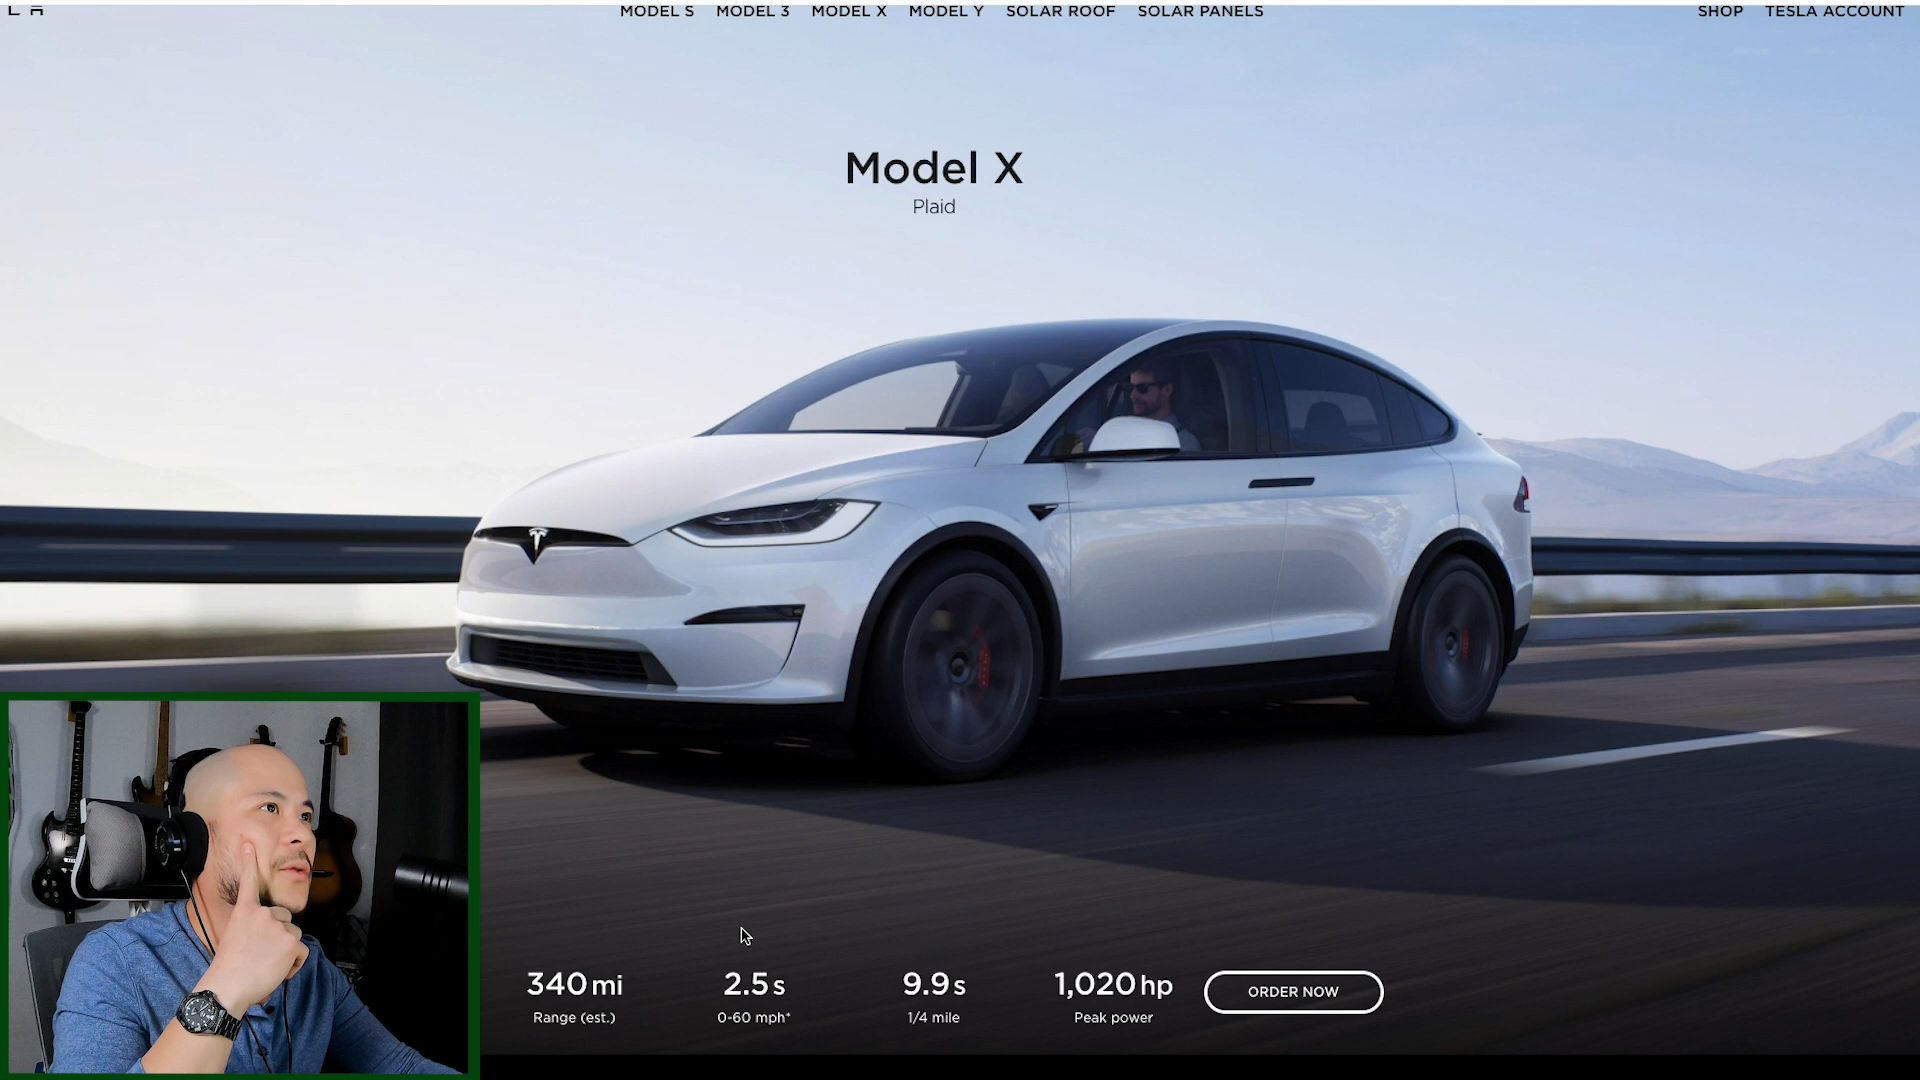 MODEL S MODEL 3 MODEL X MODEL Y SOLAR ROOF SOLAR PANELS SHOP TESLA ACCOUNT
Model X
Plaid
340 mi 2.5 s 9.9 s 1,020 hp ORDER NOW
Range (est.) 0-60 mph* 1/4 mile Peak power